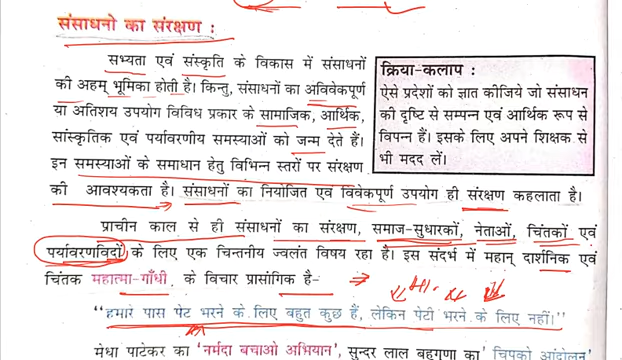 संसाधनो का संरक्षण :
सभ्यता एवं संस्कृति के विकास में संसाधनों
की अहम् भूमिका होती है। किन्तु, संसाधनों का अविवेकपूर्ण
या अतिशय उपयोग विविध प्रकार के सामाजिक, आर्थिक,
सांस्कृतिक एवं पर्यावरणीय समस्याओं को जन्म देते हैं।
इन समस्याओं के समाधान हेतु विभिन्न स्तरों पर संरक्षण
की आवश्यकता है। संसाधनों का नियोजित एवं विवेकपूर्ण उपयोग ही संरक्षण कहलाता है।
क्रिया-कलाप :
ऐसे प्रदेशों को ज्ञात कीजिये जो संसाधन
की दृष्टि से सम्पन्न एवं आर्थिक रूप से
विपन्न हैं। इसके लिए अपने शिक्षक से
भी मदद लें।
प्राचीन काल से ही संसाधनों का संरक्षण, समाज-सुधारकों, नेताओं, चिंतकों एवं
पर्यावरणविदों के लिए एक चिन्तनीय ज्वलंत विषय रहा है। इस संदर्भ में महान् दार्शनिक एवं
चिंतक महात्मा-गाँधी के विचार प्रासांगिक है-
"हमारे पास पेट भरने के लिए बहुत कुछ हैं, लेकिन पेटी भरने के लिए नहीं।"
मेधा पाटेकर का 'नर्मदा बचाओ अभियान', सुन्दर लाल बहुगुणा का 'चिपको आंदोलन'